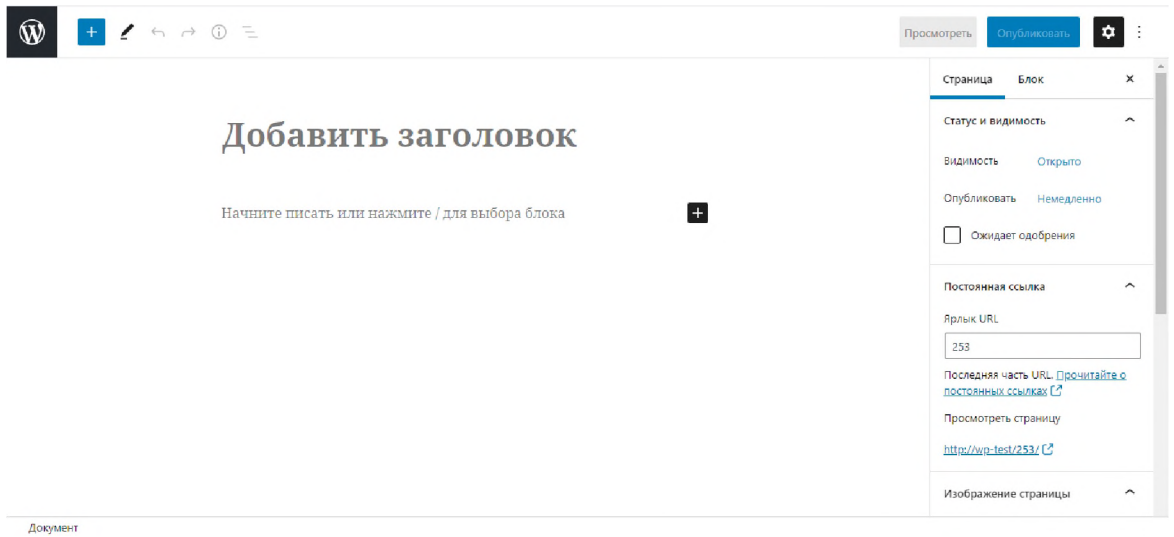 Просмотреть
Опубликовать
Страница
Блок
Статус и видимость
Видимость
Открыто
Опубликовать
Немедленно
Ожидает одобрения
Постоянная ссылка
Ярлык URL
253
Последняя часть URL. Прочитайте о
постоянных ссылках
Просмотреть страницу
http://wp-test/253/
Изображение страницы
Добавить заголовок
Начните писать или нажмите / для выбора блока
Документ